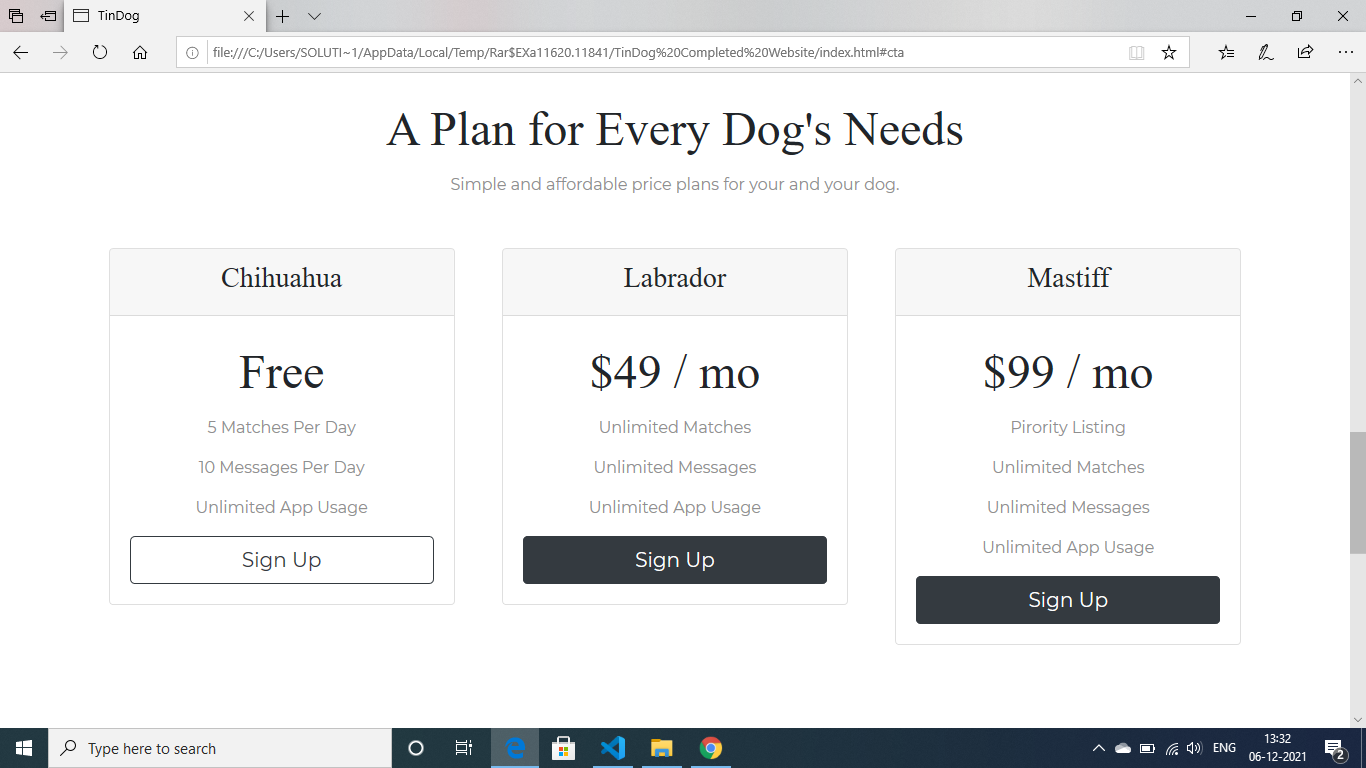 TinDog
file:///C:/Users/SOLUTI~1/AppData/Local/Temp/Rar$EXa11620.11841/TinDog%20Completed%20Website/index.html#cta
A Plan for Every Dog's Needs
Simple and affordable price plans for your and your dog.
Chihuahua
Free
5 Matches Per Day
10 Messages Per Day
Unlimited App Usage
Sign Up
Labrador
$49 / mo
Unlimited Matches
Unlimited Messages
Unlimited App Usage
Sign Up
Mastiff
$99 / mo
Pirority Listing
Unlimited Matches
Unlimited Messages
Unlimited App Usage
Sign Up
Type here to search
ENG
13:32
06-12-2021
2